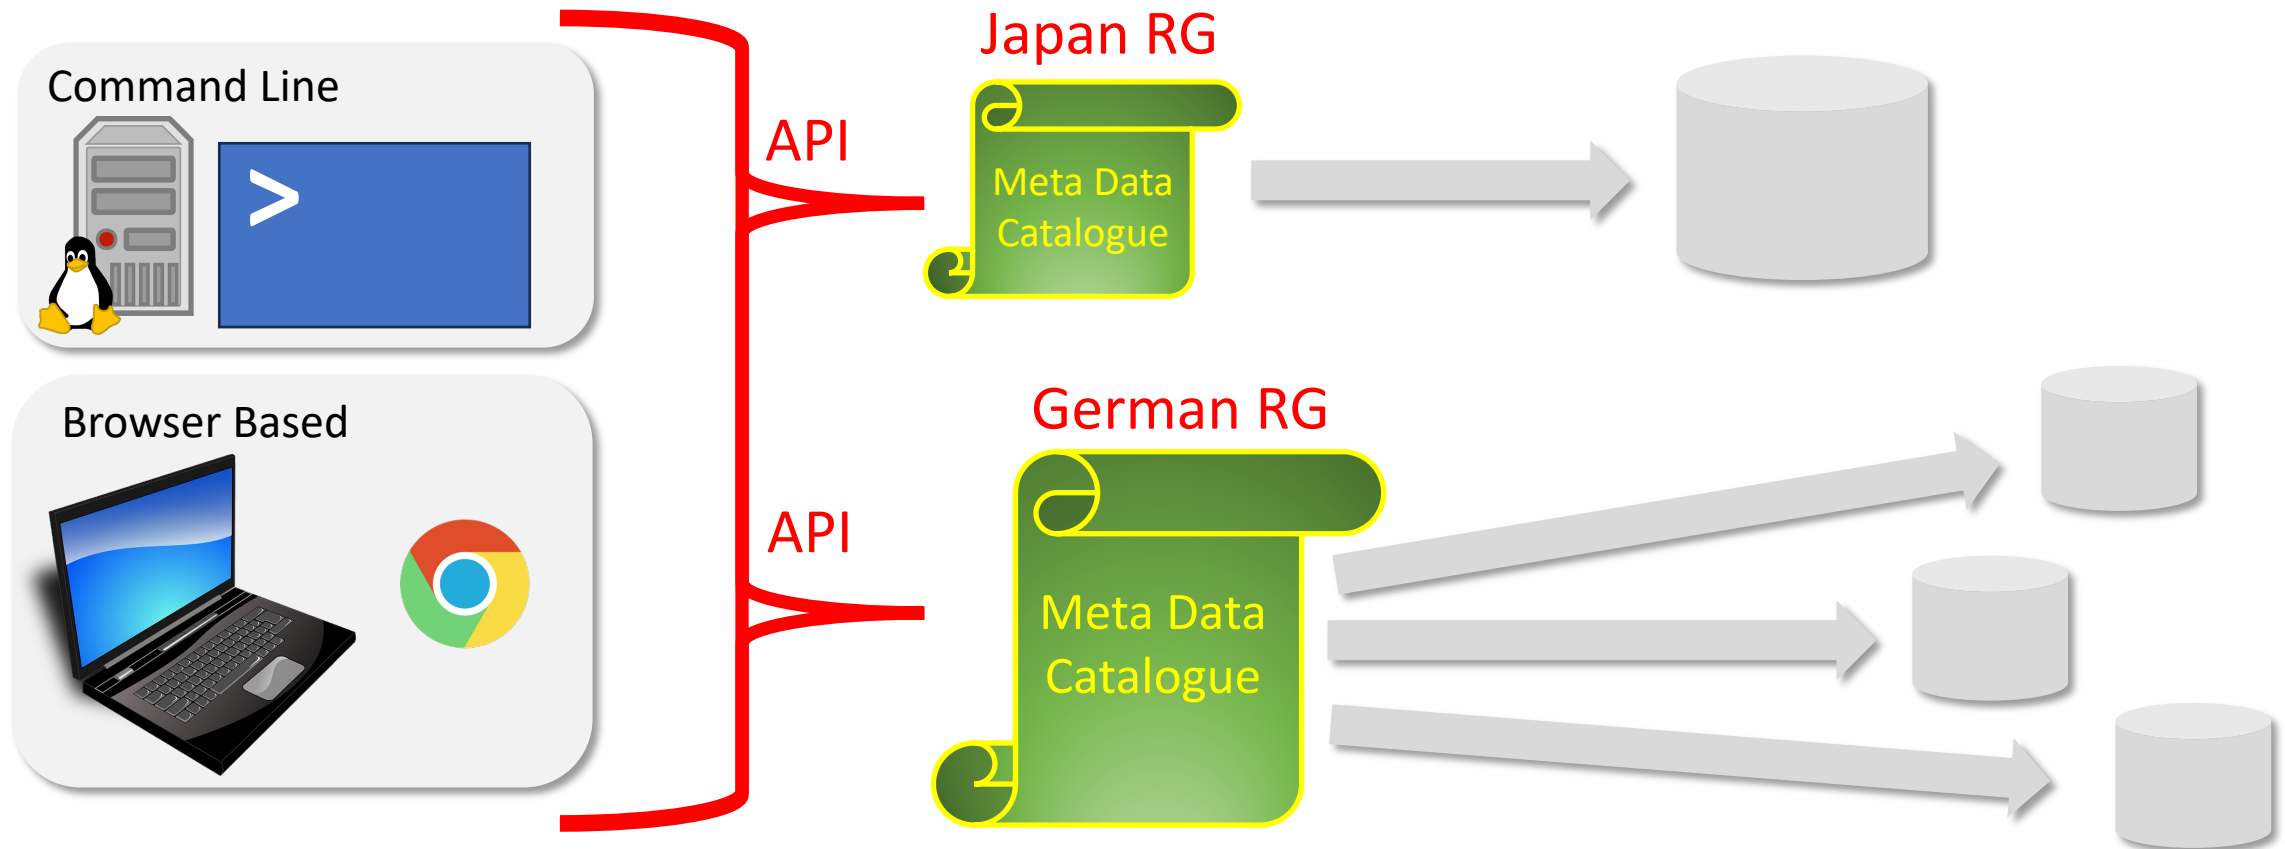 Command Line
>
Browser Based
API
API
Japan RG
Meta Data
Catalogue
German RG
Meta Data
Catalogue